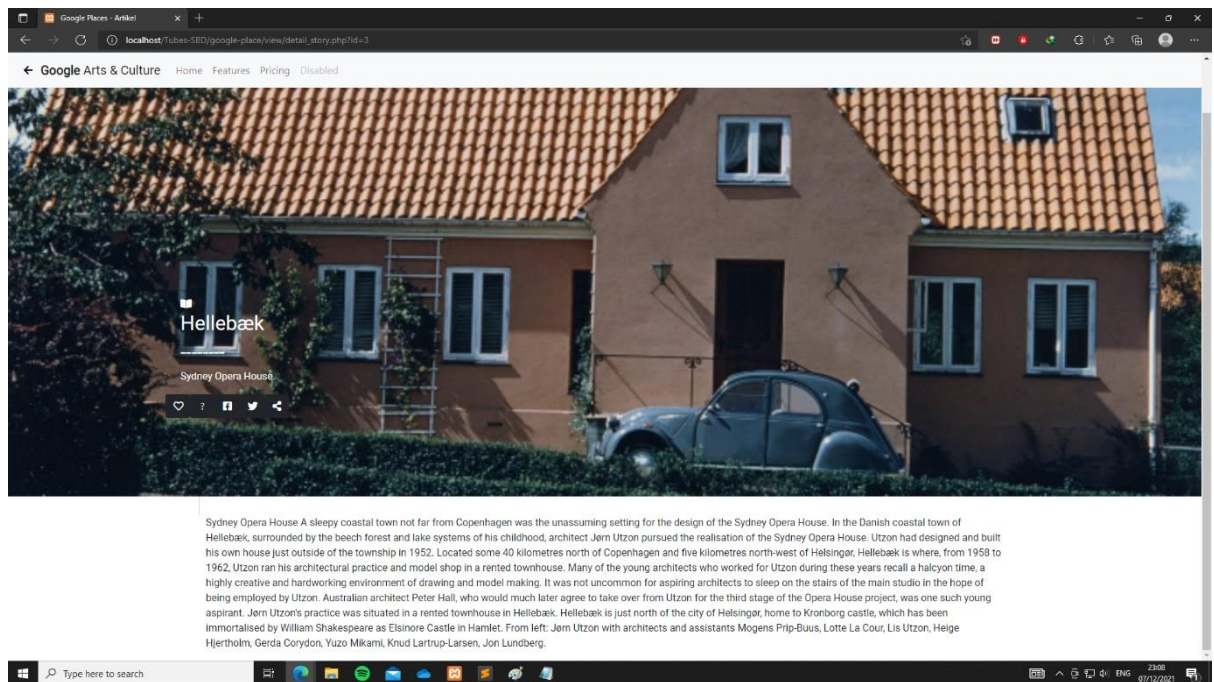 Google Places - Artikel
localhost/Tubes-SBD/google-place/view/detail_story.php?id=3
Google Arts & Culture Home Features Pricing Disabled
Hellebæk
Sydney Opera House
?
Sydney Opera House A sleepy coastal town not far from Copenhagen was the unassuming setting for the design of the Sydney Opera House. In the Danish coastal town of
Hellebæk, surrounded by the beech forest and lake systems of his childhood, architect Jørn Utzon pursued the realisation of the Sydney Opera House. Utzon had designed and built
his own house just outside of the township in 1952. Located some 40 kilometres north of Copenhagen and five kilometres north-west of Helsingør, Hellebæk is where, from 1958 to
1962, Utzon ran his architectural practice and model shop in a rented townhouse. Many of the young architects who worked for Utzon during these years recall a halcyon time, a
highly creative and hardworking environment of drawing and model making. It was not uncommon for aspiring architects to sleep on the stairs of the main studio in the hope of
being employed by Utzon. Australian architect Peter Hall, who would much later agree to take over from Utzon for the third stage of the Opera House project, was one such young
aspirant. Jørn Utzon's practice was situated in a rented townhouse in Hellebæk. Hellebæk is just north of the city of Helsingør, home to Kronborg castle, which has been
immortalised by William Shakespeare as Elsinore Castle in Hamlet. From left: Jørn Utzon with architects and assistants Mogens Prip-Buus, Lotte La Cour, Lis Utzon, Heige
Hjertholm, Gerda Corydon, Yuzo Mikami, Knud Lartrup-Larsen, Jon Lundberg.
Type here to search
ENG
23:08
07/12/2021